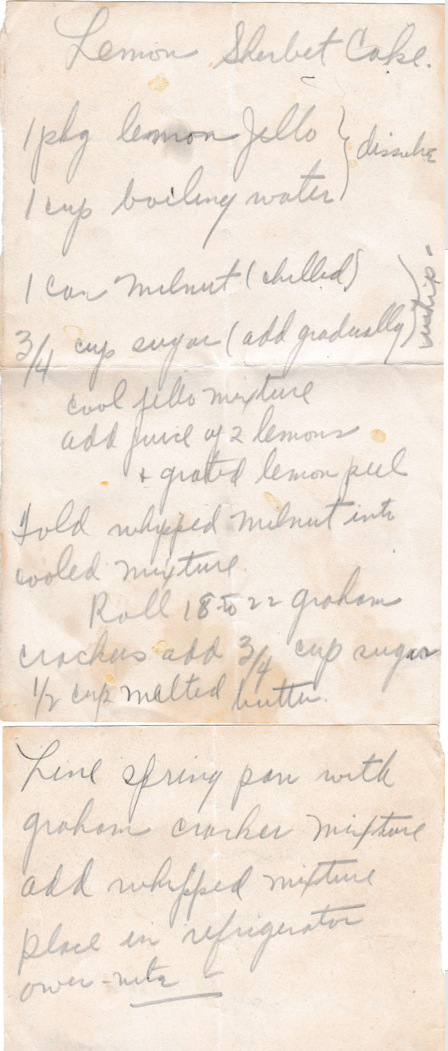 Lemon Sherbet Cake.
1 pkg lemon Jello } dissolve
1 cup boiling water
1 can milnut (chilled) } whip -
3/4 cup sugar (add gradually)
cool jello mixture
add juice of 2 lemons
+ grated lemon peel
Fold whipped milnut into
cooled mixture.
Roll 18 to 22 graham
crackers add 3/4 cup sugar
1/2 cup malted butter.
Line spring pan with
graham cracker mixture
add whipped mixture
place in refrigerator
over-nite -